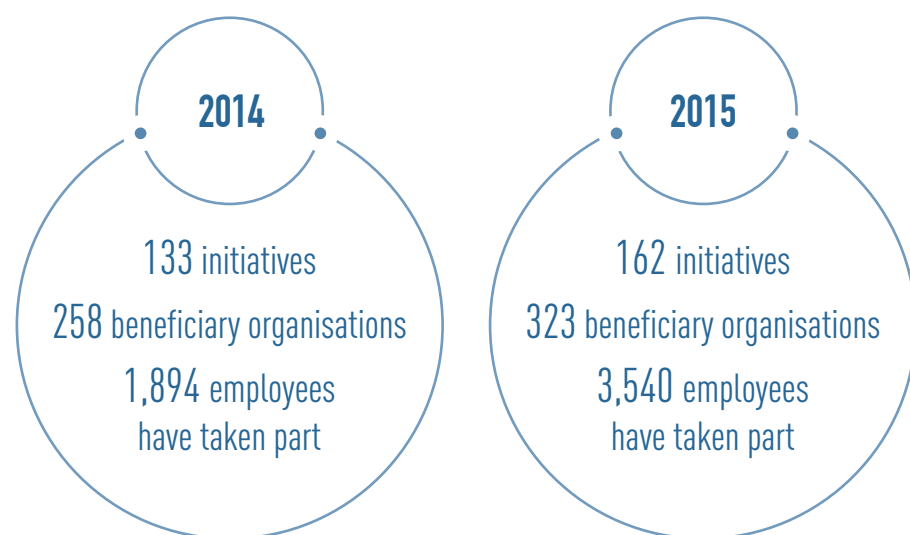 2014
133 initiatives
258 beneficiary organisations
1,894 employees
have taken part
2015
162 initiatives
323 beneficiary organisations
3,540 employees
have taken part